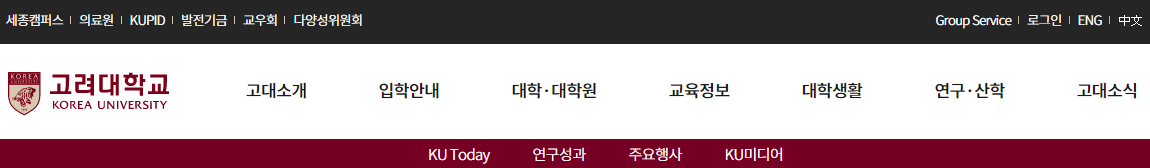 세종캠퍼스 | 의료원 | KUPID | 발전기금 | 교우회 | 다양성위원회 Group Service | 로그인 | ENG | 中文
KOREA
고려대학교
KOREA UNIVERSITY
고대소개 입학안내 대학·대학원 교육정보 대학생활 연구·산학 고대소식
KU Today 연구성과 주요행사 KU미디어